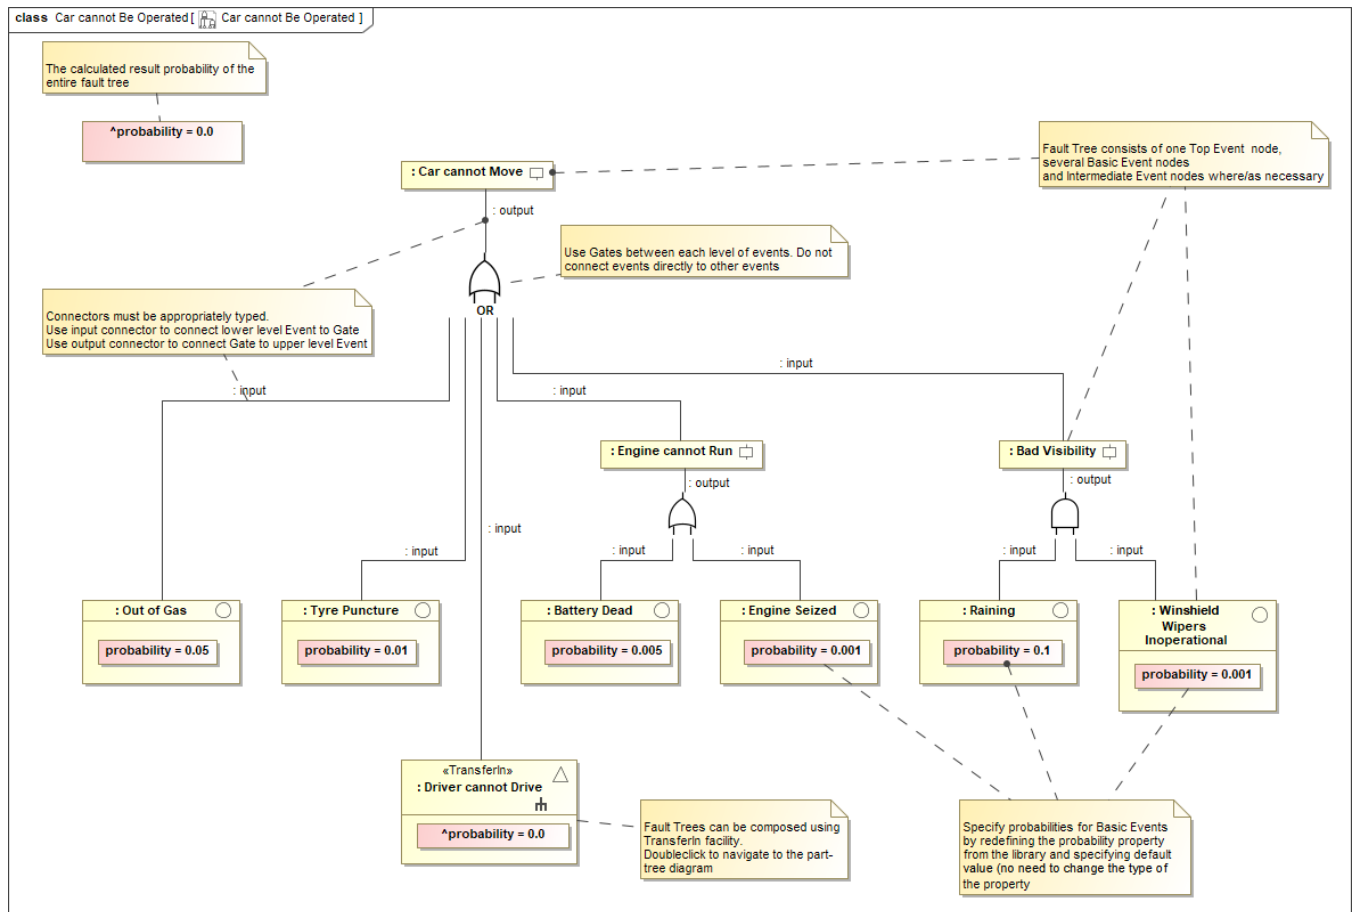 class Car cannot Be Operated [ Car cannot Be Operated ]
The calculated result probability of the
entire fault tree
^probability = 0.0
: Car cannot Move
Fault Tree consists of one Top Event node,
several Basic Event nodes
and Intermediate Event nodes where/as necessary
: output
Use Gates between each level of events. Do not
connect events directly to other events
OR
Connectors must be appropriately typed.
Use input connector to connect lower level Event to Gate
Use output connector to connect Gate to upper level Event
: input
: input
: input
: Engine cannot Run
: Bad Visibility
: output
: output
: input
: input
: input
: input
: input
: input
: Out of Gas
probability = 0.05
: Tyre Puncture
probability = 0.01
: Battery Dead
probability = 0.005
: Engine Seized
probability = 0.001
: Raining
probability = 0.1
: Winshield
Wipers
Inoperational
probability = 0.001
«TransferIn»
: Driver cannot Drive
^probability = 0.0
Fault Trees can be composed using
TransferIn facility.
Doubleclick to navigate to the part-
tree diagram
Specify probabilities for Basic Events
by redefining the probability property
from the library and specifying default
value (no need to change the type of
the property